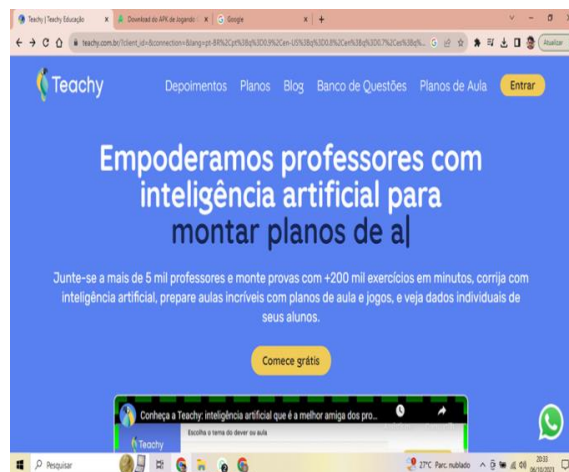 Teachy | Teachy Educação
Download do APK de Jogando
Google
Atualizar
Teachy
Depoimentos Planos Blog Banco de Questões Planos de Aula Entrar
Empoderamos professores com
inteligência artificial para
montar planos de a|
Junte-se a mais de 5 mil professores e monte provas com +200 mil exercícios em minutos, corrija com
inteligência artificial, prepare aulas incríveis com planos de aula e jogos, e veja dados individuais de
seus alunos.
Comece grátis
Conheça a Teachy: inteligência artificial que é a melhor amiga dos pro...
Escolha o tema do dever ou aula
Teachy
Pesquisar
27°C Parc. nublado
20:33
06/10/2023